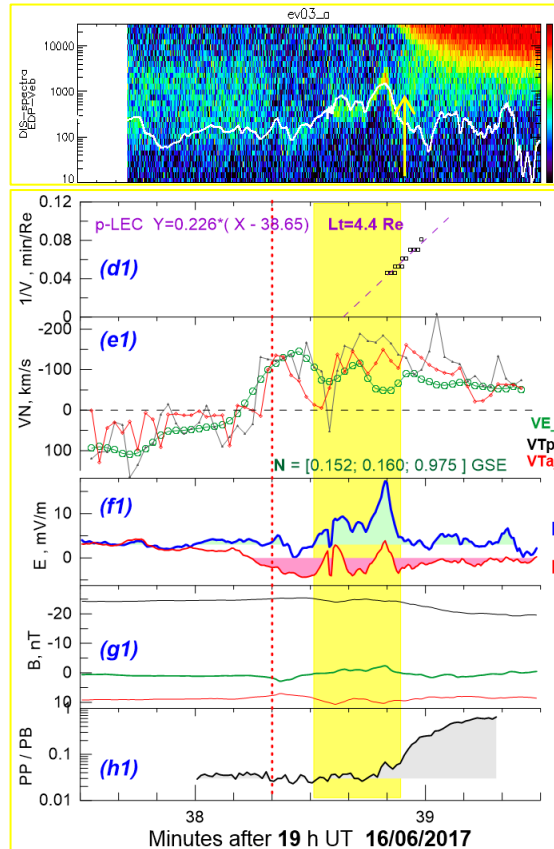 ev03_a
DIS-spectra
EDP-Veb
10000
1000
100
10
1/V , min/Re
0.12
0.08
0.04
0
p-LEC Y=0.226*( X - 38.65) Lt=4.4 Re
(d1)
VN, km/s
-200
-100
0
100
(e1)
VE_
VTp
VTa
N = [0.152; 0.160; 0.975 ] GSE
E , mV/m
10
0
(f1)
B, nT
-20
-10
0
10
(g1)
PP / PB
0.1
0.01
(h1)
38
39
Minutes after 19 h UT 16/06/2017